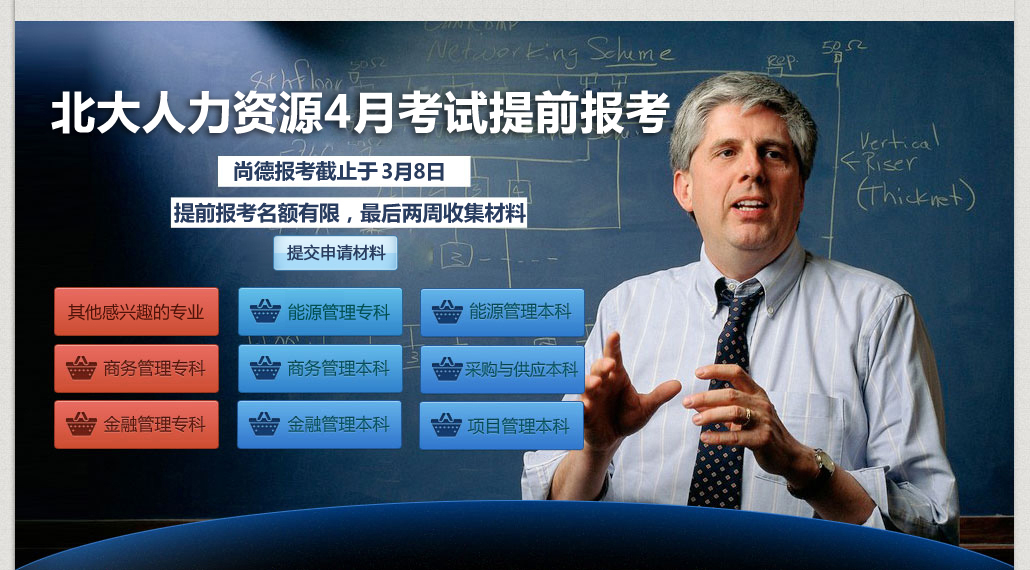 Networking Scheme
50Ω
50Ω
Rep.
8thfloor
北大人力资源4月考试提前报考
Vertical
Riser
(Thicknet)
尚德报考截止于3月8日
提前报考名额有限，最后两周收集材料
提交申请材料
其他感兴趣的专业
能源管理专科
能源管理本科
商务管理专科
商务管理本科
采购与供应本科
金融管理专科
金融管理本科
项目管理本科